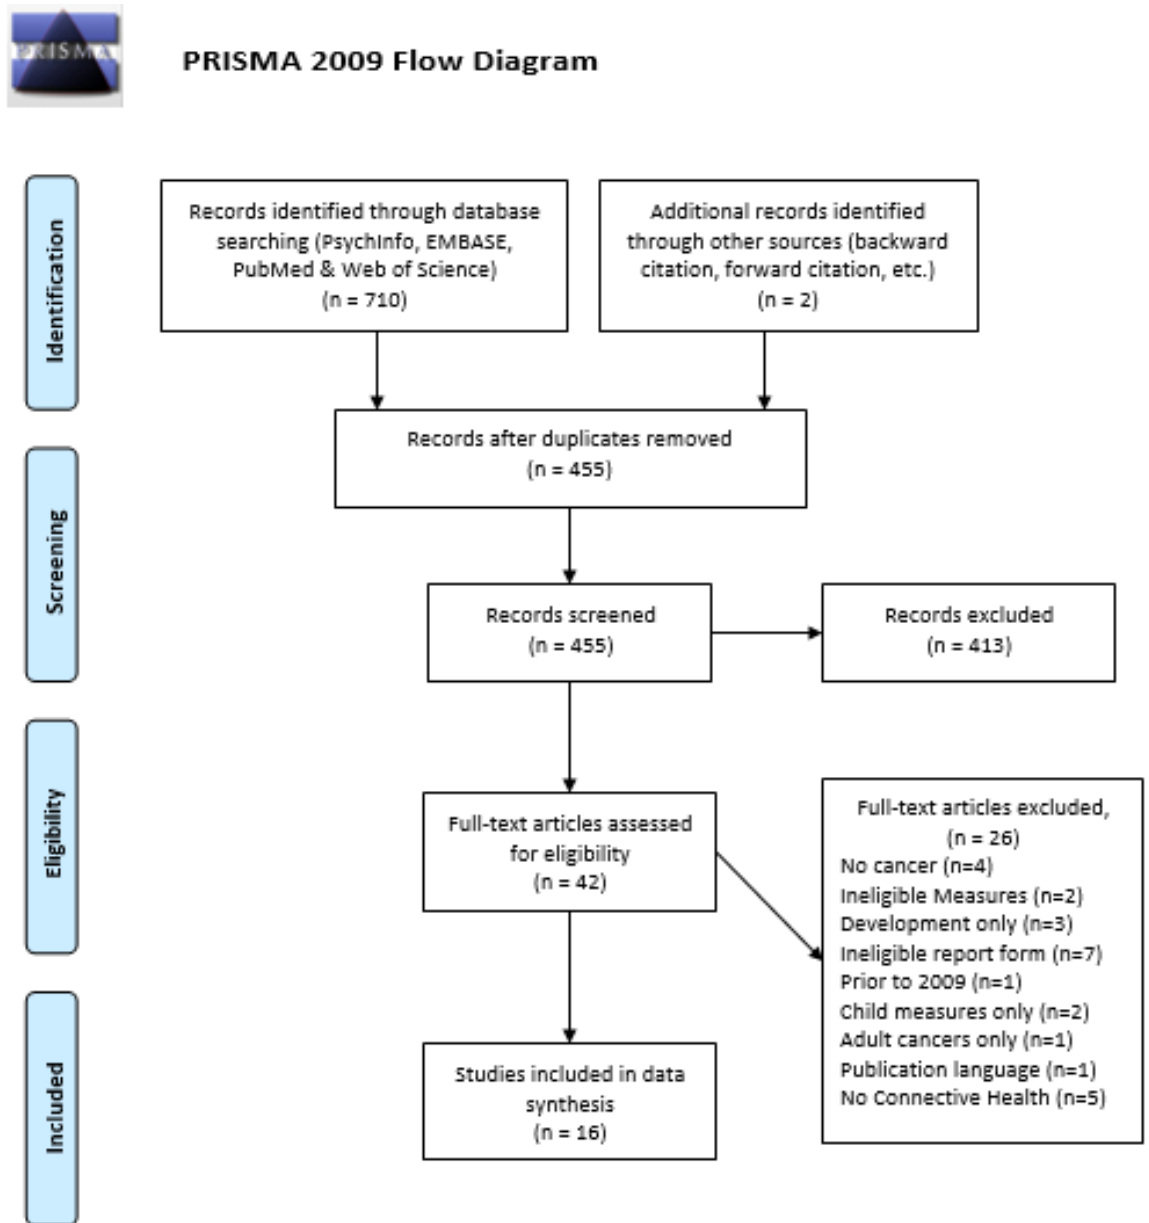 PRISMA
PRISMA 2009 Flow Diagram
Identification
Records identified through database
searching (PsychInfo, EMBASE,
PubMed & Web of Science)
(n = 710)
Additional records identified
through other sources (backward
citation, forward citation, etc.)
(n = 2)
Screening
Records after duplicates removed
(n = 455)
Records screened
(n = 455)
Records excluded
(n = 413)
Eligibility
Full-text articles assessed
for eligibility
(n = 42)
Full-text articles excluded,
(n = 26)
No cancer (n=4)
Ineligible Measures (n=2)
Development only (n=3)
Ineligible report form (n=7)
Prior to 2009 (n=1)
Child measures only (n=2)
Adult cancers only (n=1)
Publication language (n=1)
No Connective Health (n=5)
Included
Studies included in data
synthesis
(n = 16)